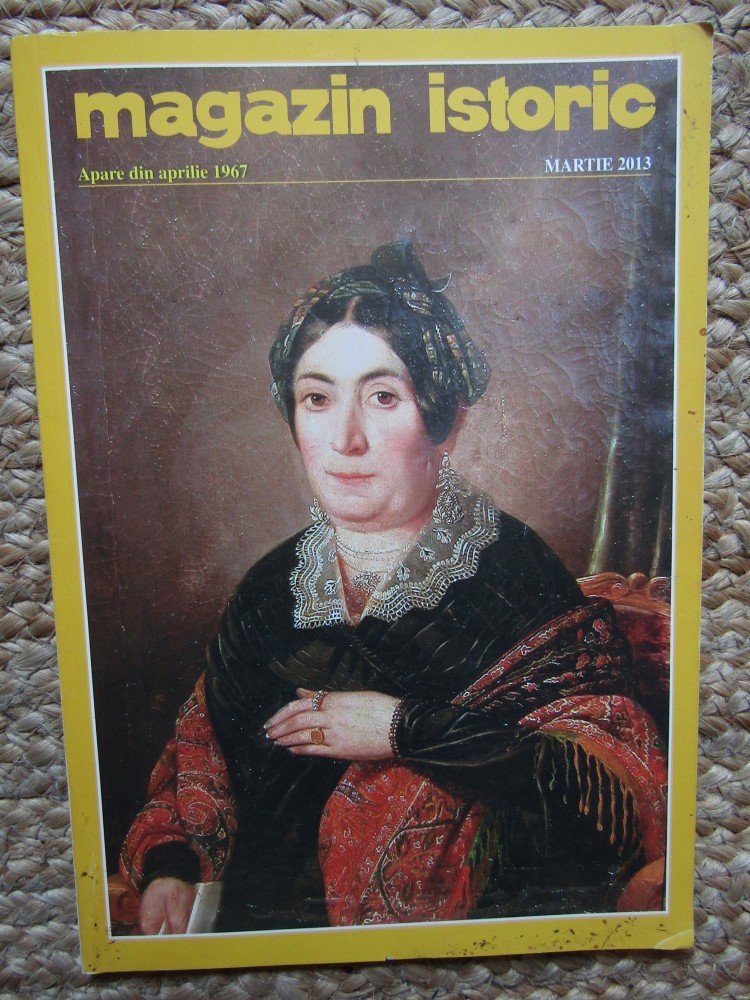 magazin istoric
Apare din aprilie 1967
MARTIE 2013